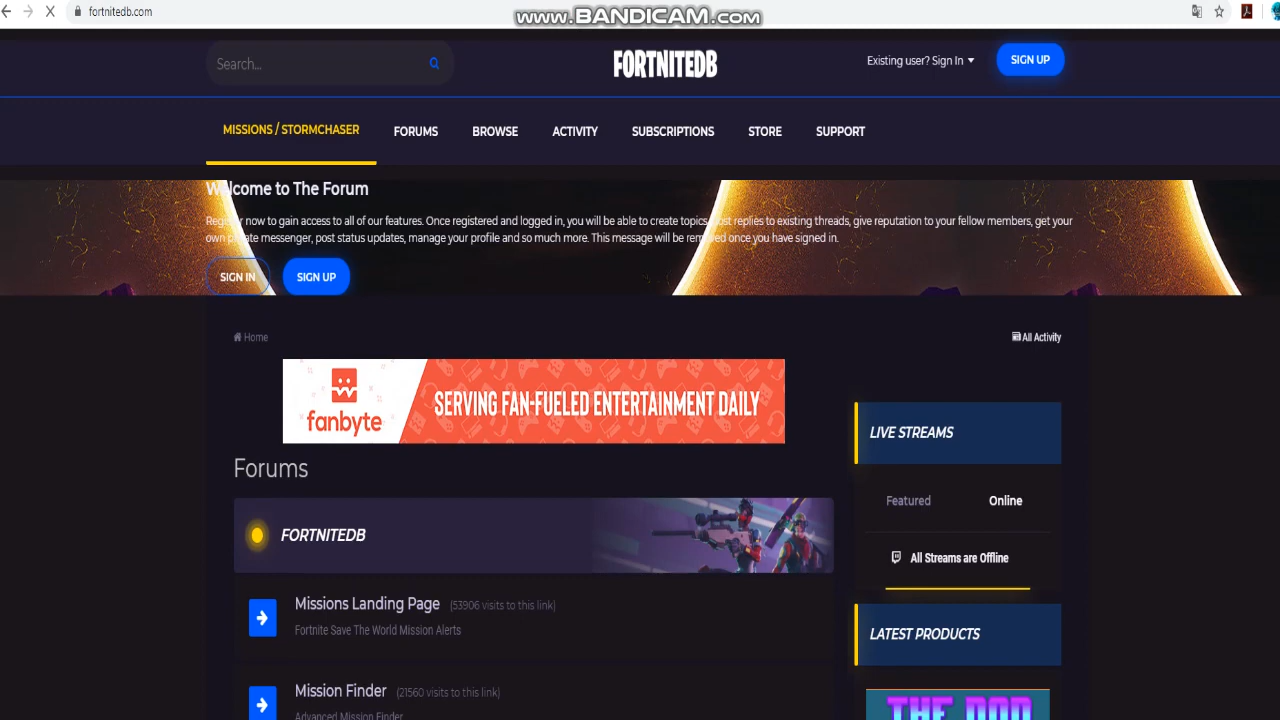 fortnitedb.com
www.BANDICAM.com
Search...
FORTNITEDB
Existing user? Sign In
SIGN UP
MISSIONS / STORMCHASER
FORUMS
BROWSE
ACTIVITY
SUBSCRIPTIONS
STORE
SUPPORT
Welcome to The Forum
Register now to gain access to all of our features. Once registered and logged in, you will be able to create topics, post replies to existing threads, give reputation to your fellow members, get your
own private messenger, post status updates, manage your profile and so much more. This message will be removed once you have signed in.
SIGN IN
SIGN UP
Home
All Activity
fanbyte
SERVING FAN-FUELED ENTERTAINMENT DAILY
LIVE STREAMS
Forums
Featured
Online
FORTNITEDB
All Streams are Offline
Missions Landing Page (53906 visits to this link)
Fortnite Save The World Mission Alerts
LATEST PRODUCTS
Mission Finder (21560 visits to this link)
Advanced Mission Finder
THE POD